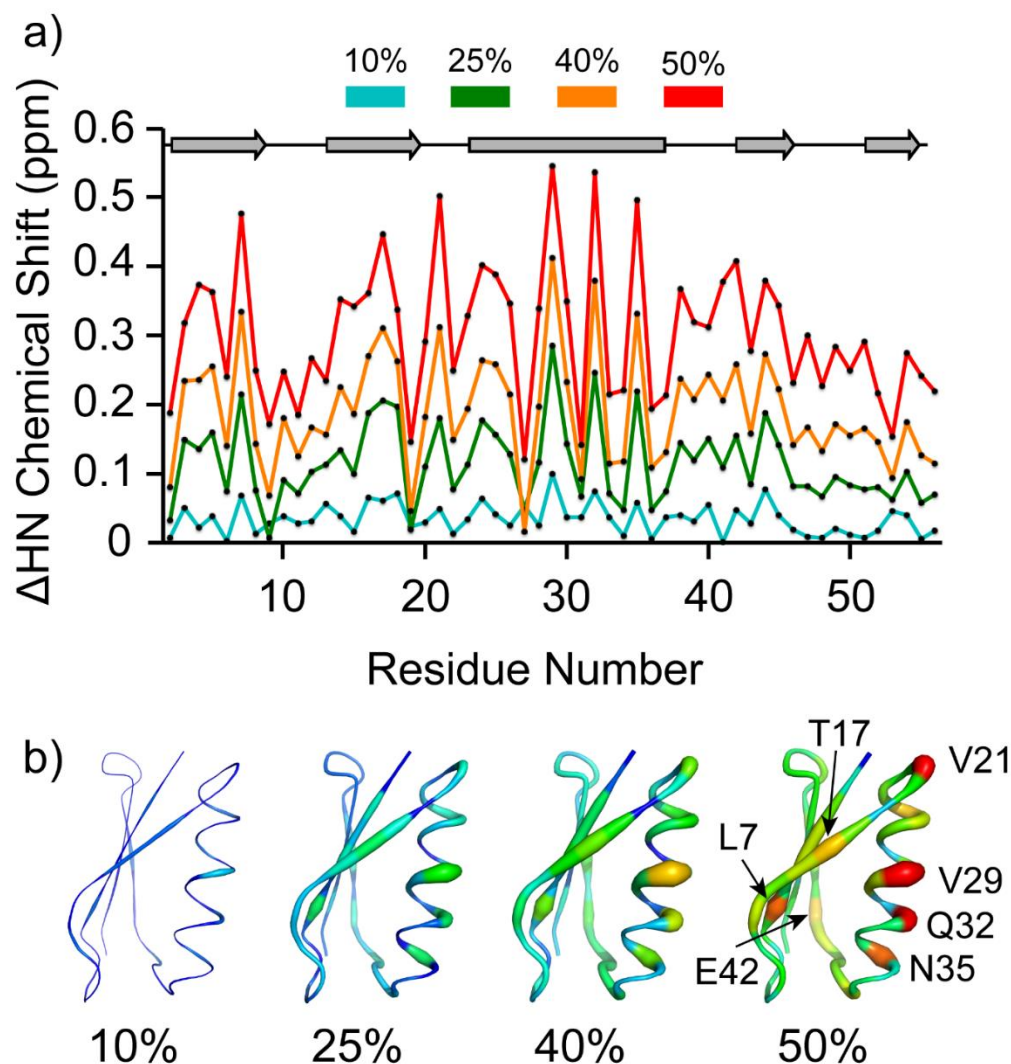 a)
10% 25% 40% 50%
ΔHN Chemical Shift (ppm)
0.6
0.5
0.4
0.3
0.2
0.1
0
10 20 30 40 50
Residue Number
b)
T17
V21
L7
V29
Q32
E42
N35
10% 25% 40% 50%